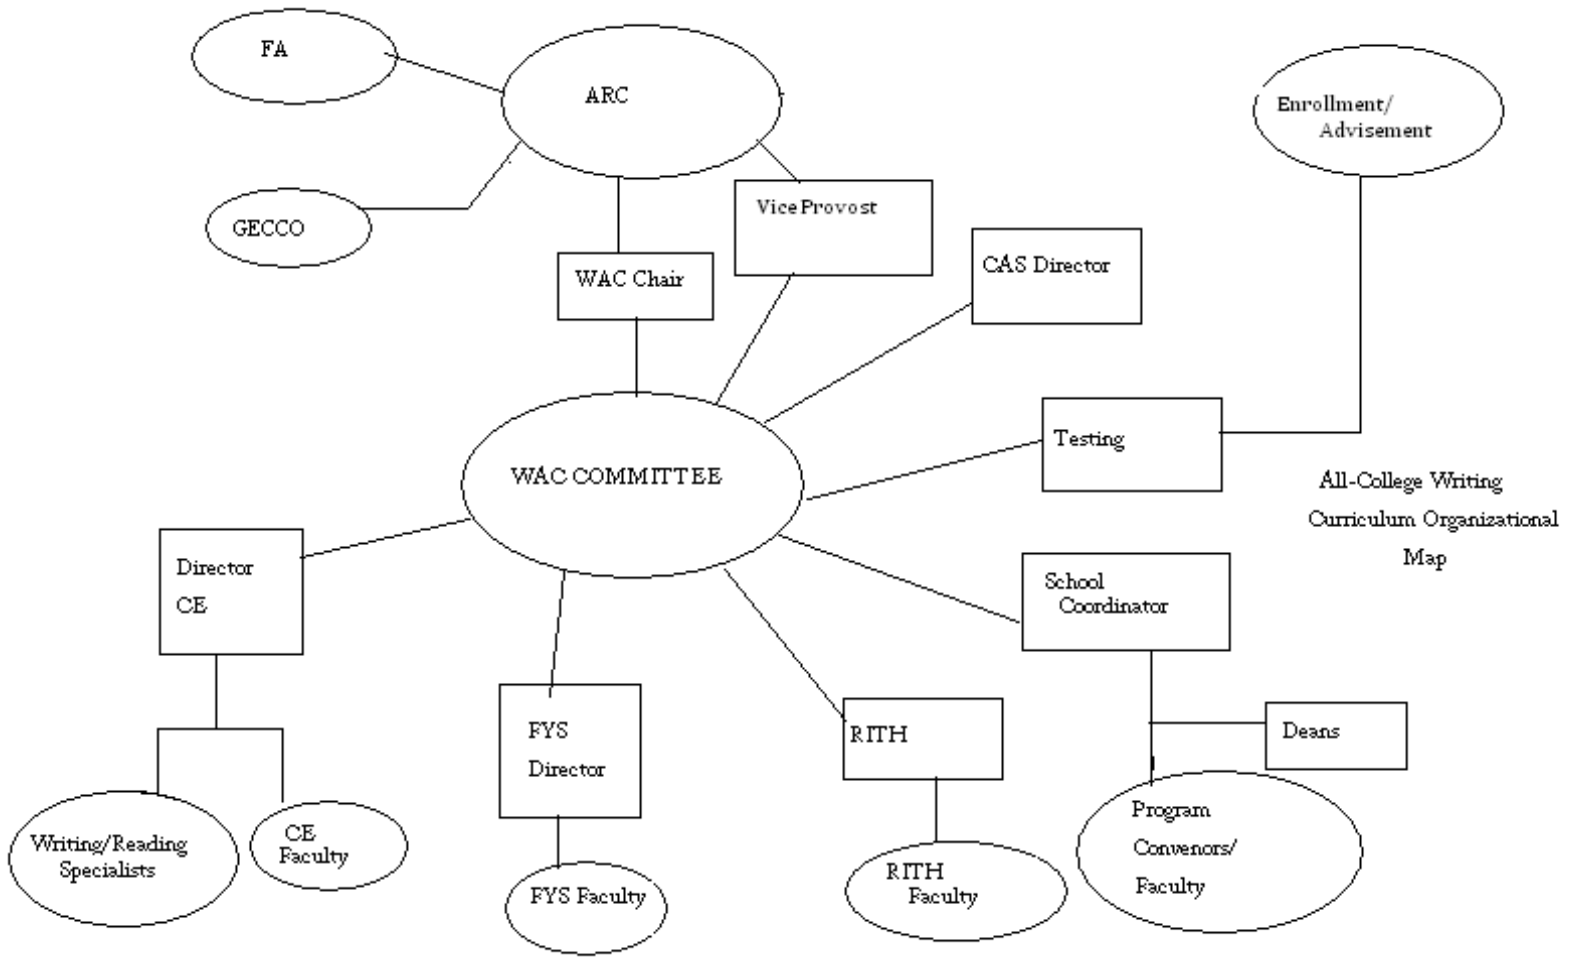 FA
ARC
Enrollment/
Advisement
GECCO
Vice Provost
WAC Chair
CAS Director
WAC COMMITTEE
Testing
All-College Writing
Curriculum Organizational
Map
Director
CE
School
Coordinator
FYS
Director
RITH
Deans
Writing/Reading
Specialists
CE
Faculty
FYS Faculty
RITH
Faculty
Program
Convenors/
Faculty